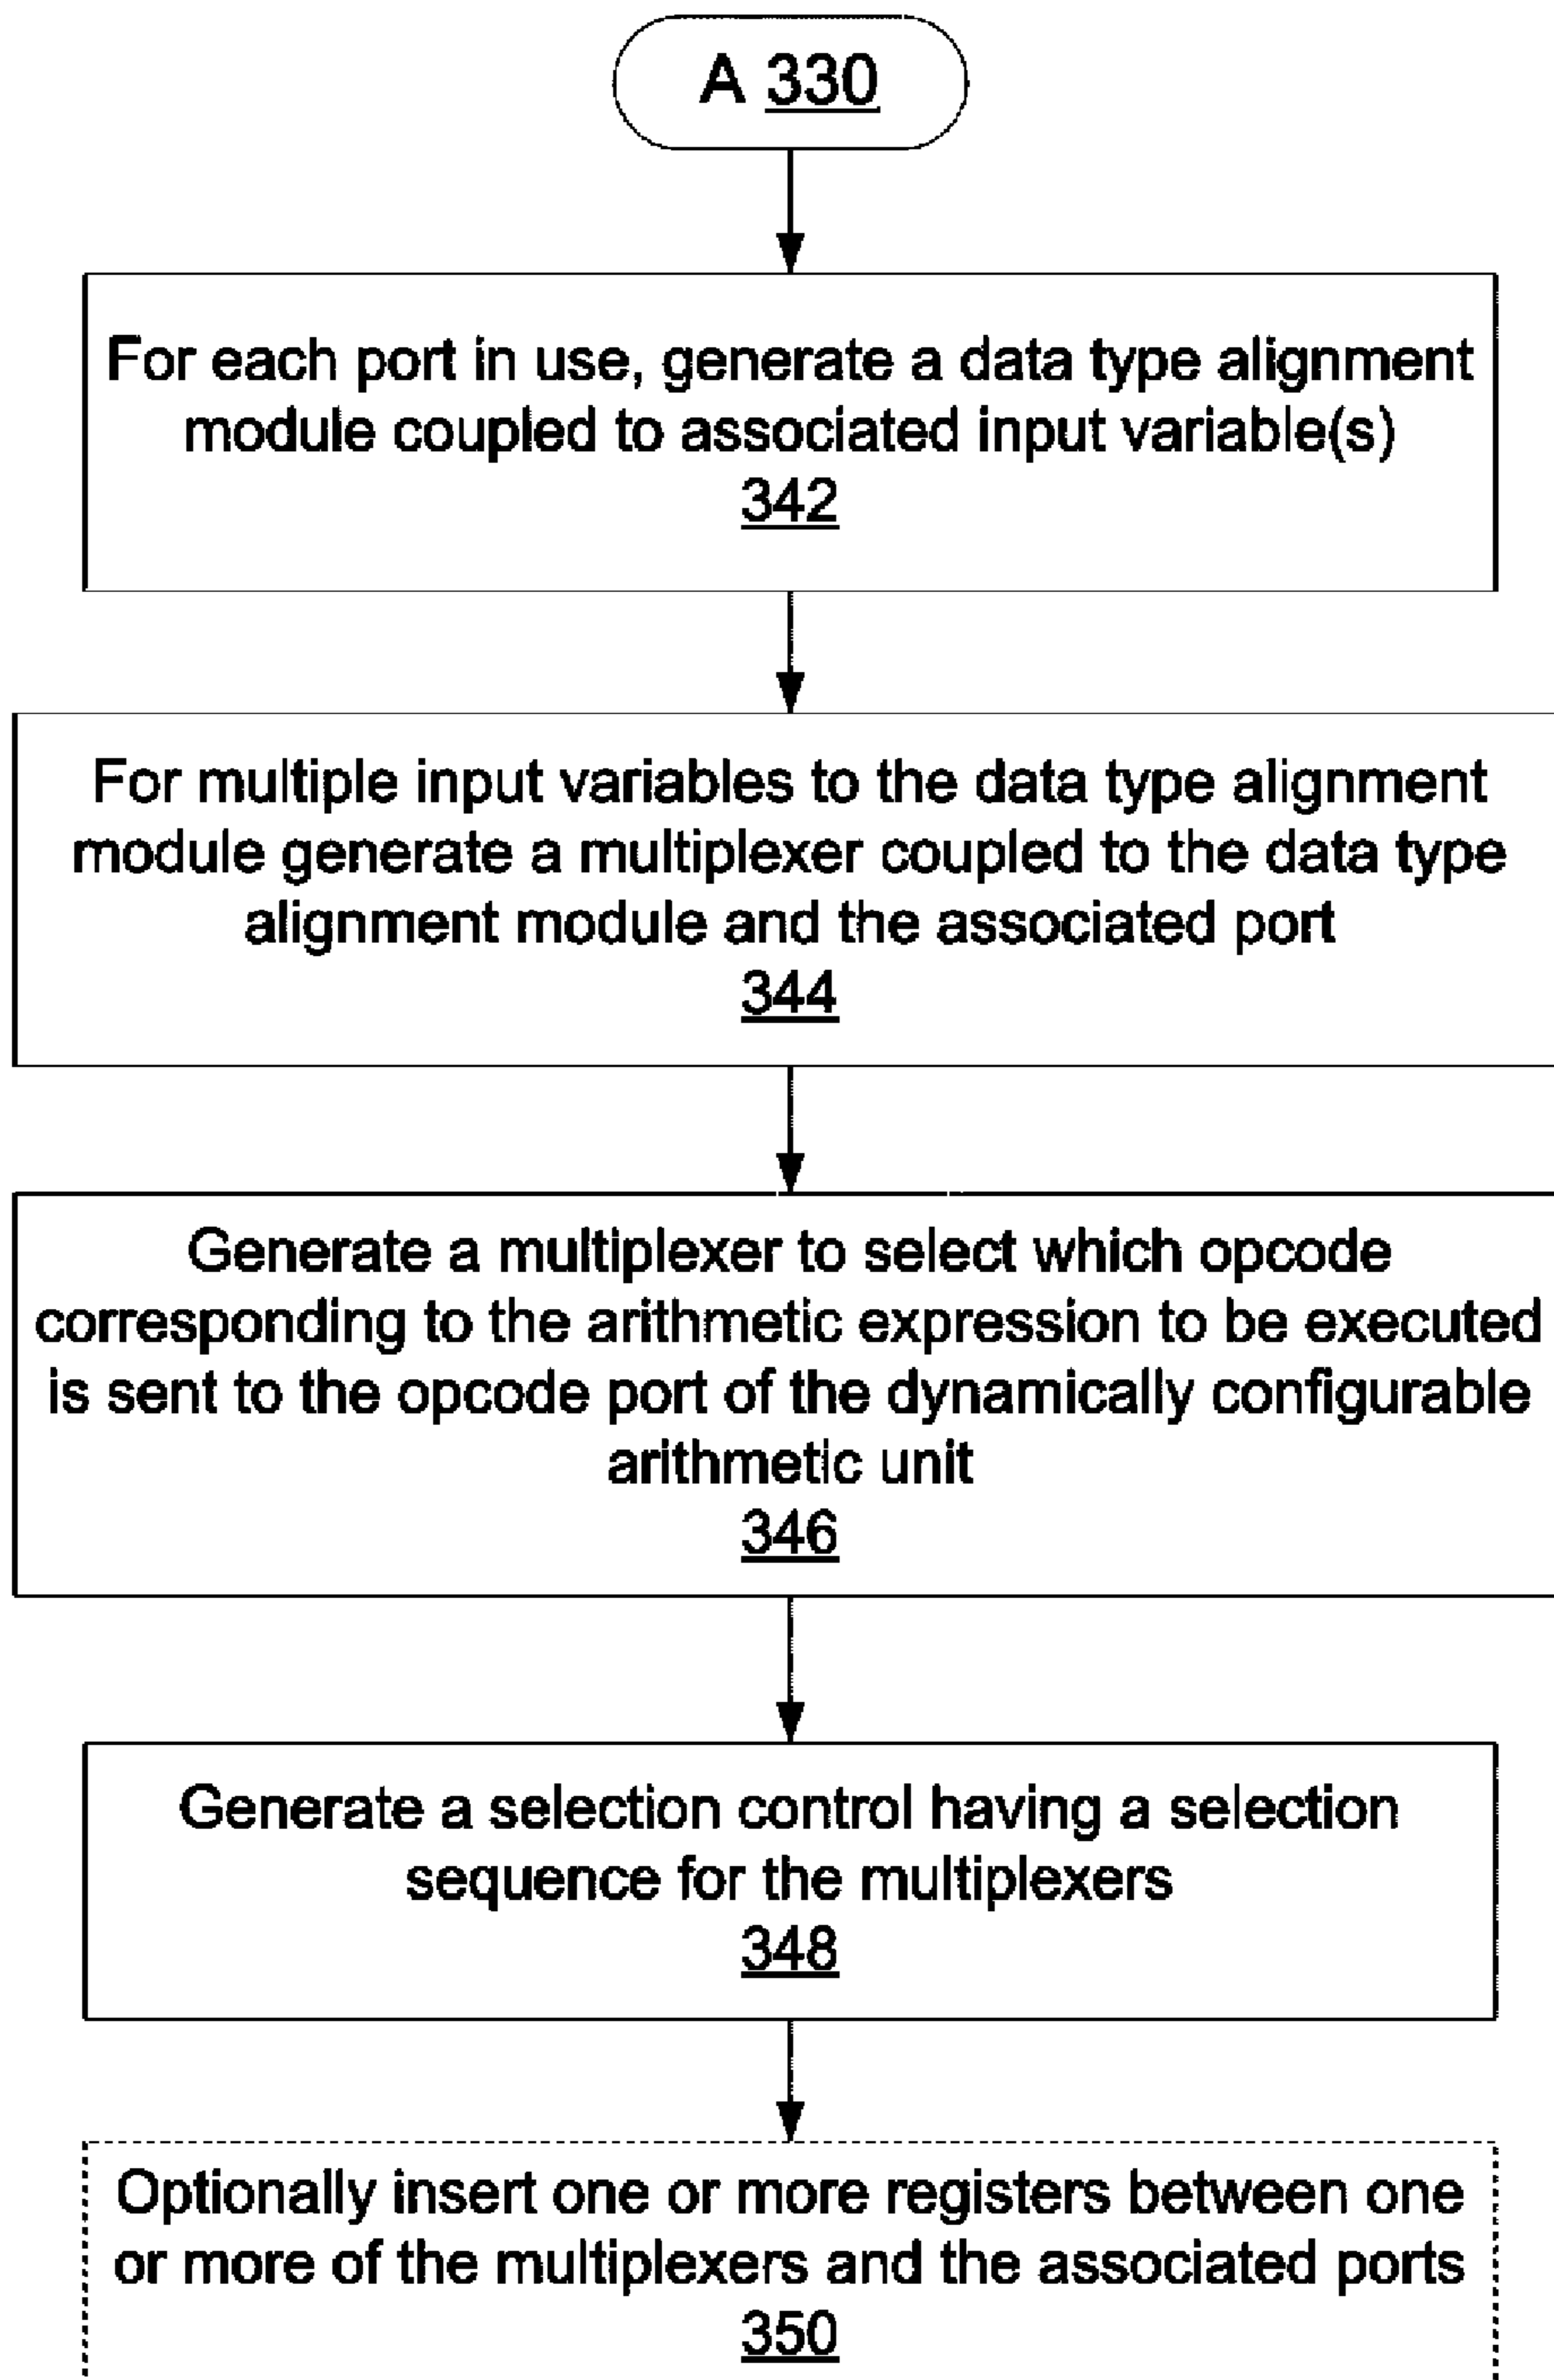 A 330
For each port in use, generate a data type alignment
module coupled to associated input variable(s)
342
For multiple input variables to the data type alignment
module generate a multiplexer coupled to the data type
alignment module and the associated port
344
Generate a multiplexer to select which opcode
corresponding to the arithmetic expression to be executed
is sent to the opcode port of the dynamically configurable
arithmetic unit
346
Generate a selection control having a selection
sequence for the multiplexers
348
Optionally insert one or more registers between one
or more of the multiplexers and the associated ports
350